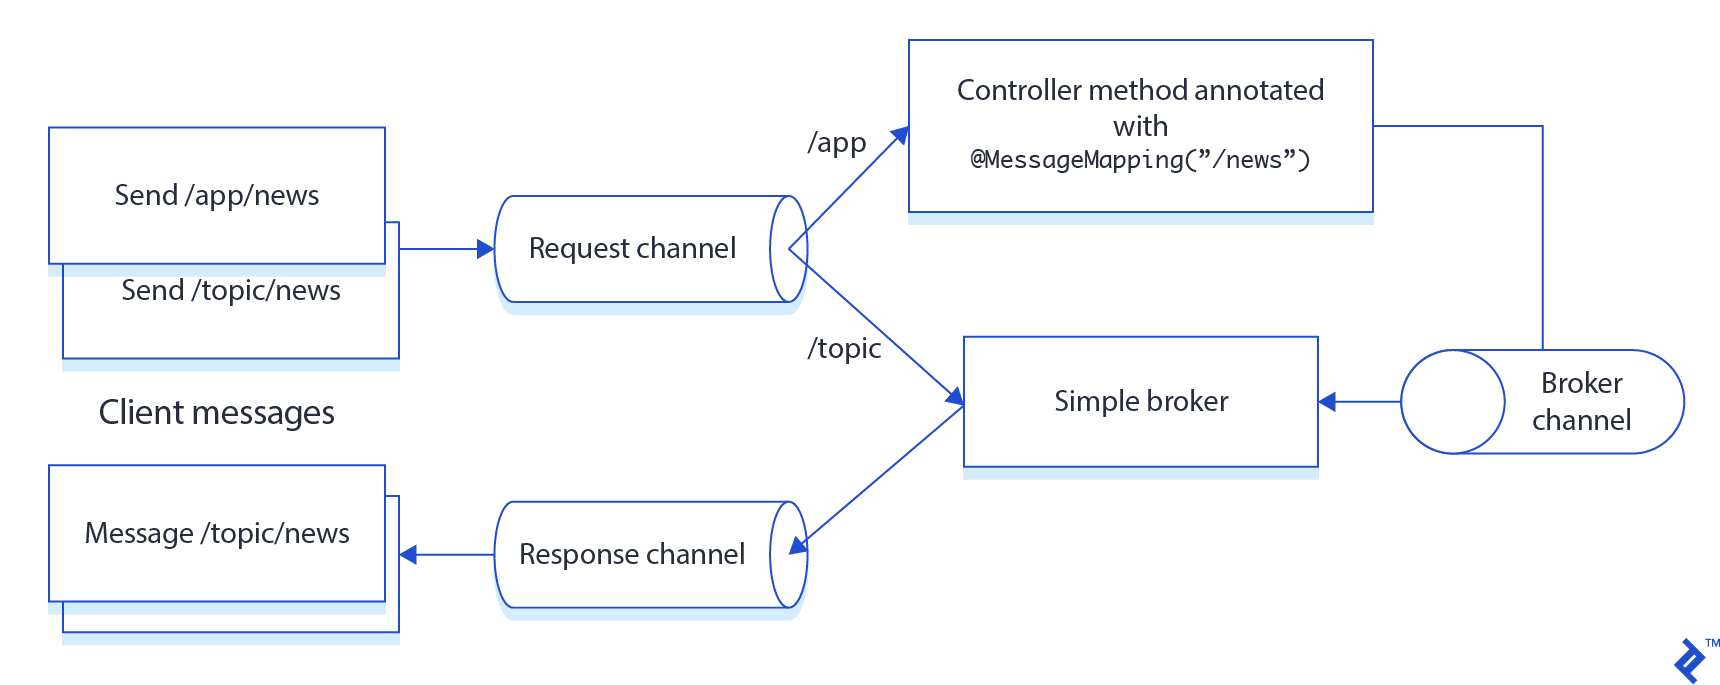 Send /app/news
Send /topic/news
Client messages
Message /topic/news
Request channel
Response channel
/app
/topic
Controller method annotated
with
@MessageMapping(”/news”)
Simple broker
Broker
channel
TM